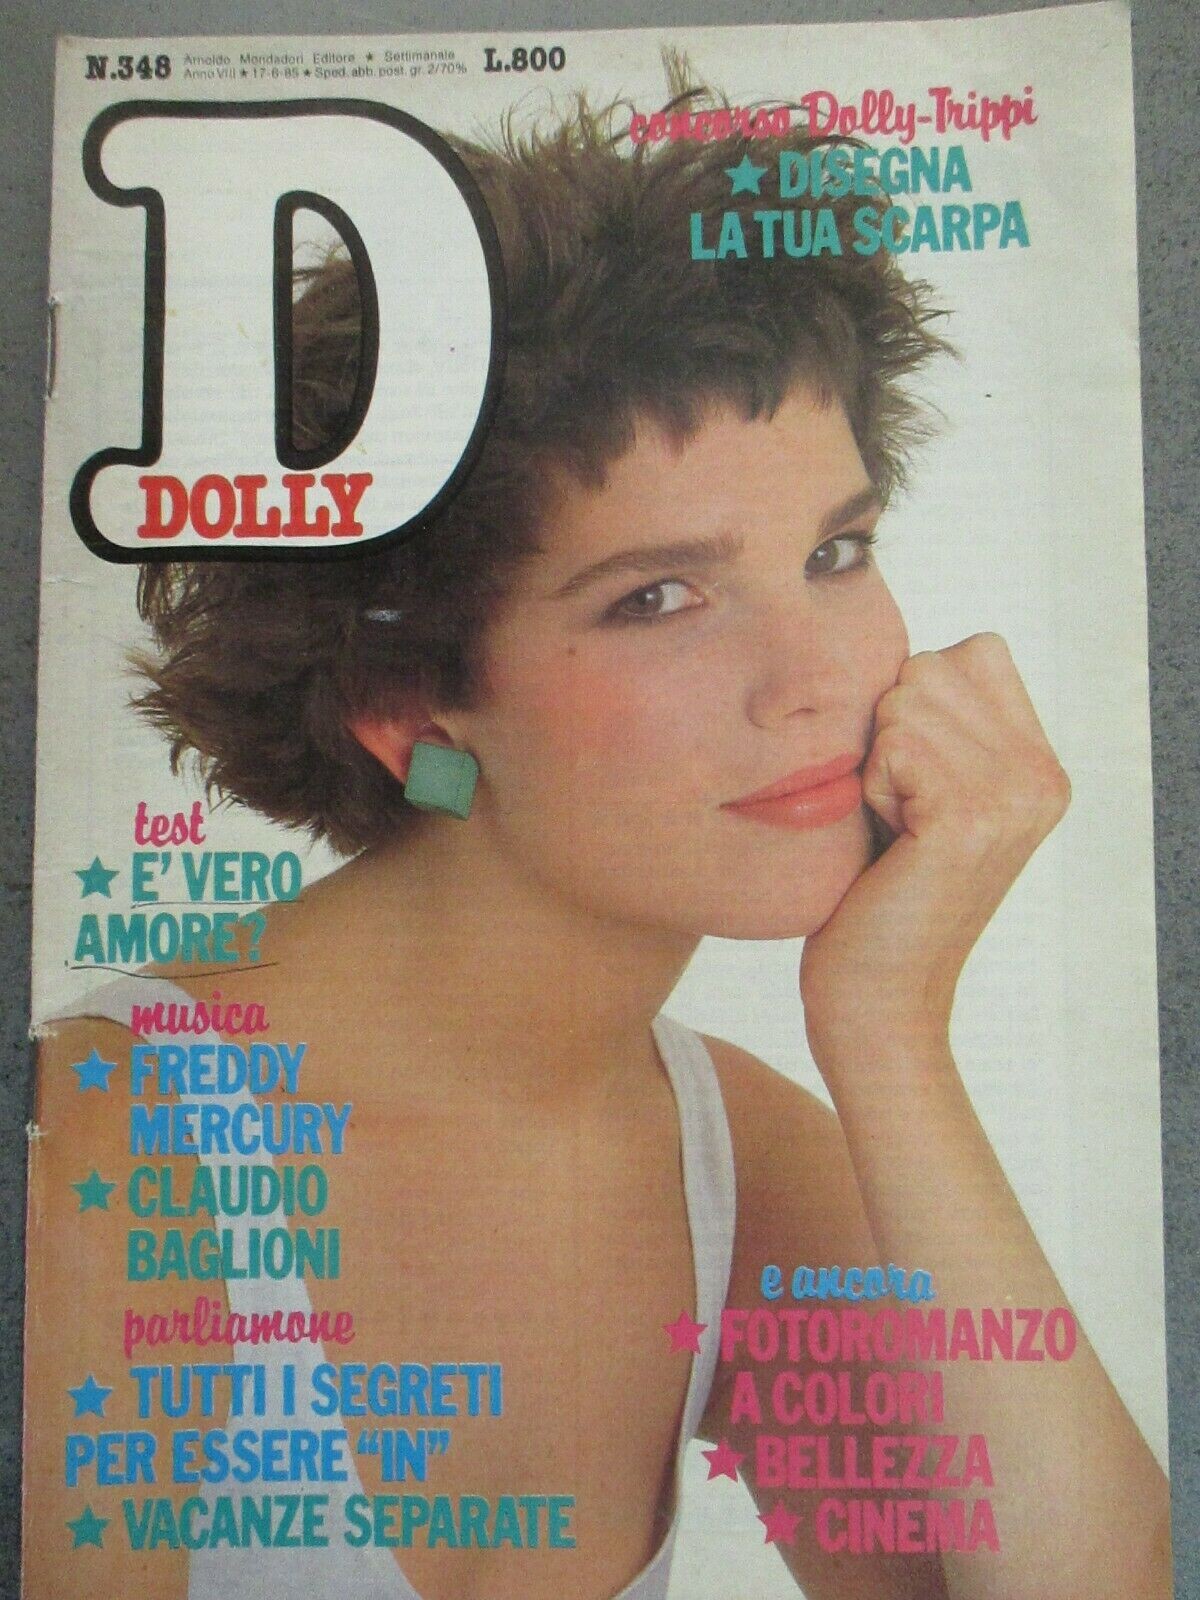 N.348 Arnoldo Mondadori Editore ★ Settimanale L.800
Anno VIII ★ 17-6-85 ★ Sped. abb. post. gr. 2/70%
D
DOLLY
concorso Dolly-Trippi
★ DISEGNA
LA TUA SCARPA
test
★ E' VERO
AMORE?
musica
★ FREDDY
MERCURY
★ CLAUDIO
BAGLIONI
parliamone
★ TUTTI I SEGRETI
PER ESSERE “IN”
★ VACANZE SEPARATE
e ancora
★ FOTOROMANZO
A COLORI
★ BELLEZZA
★ CINEMA